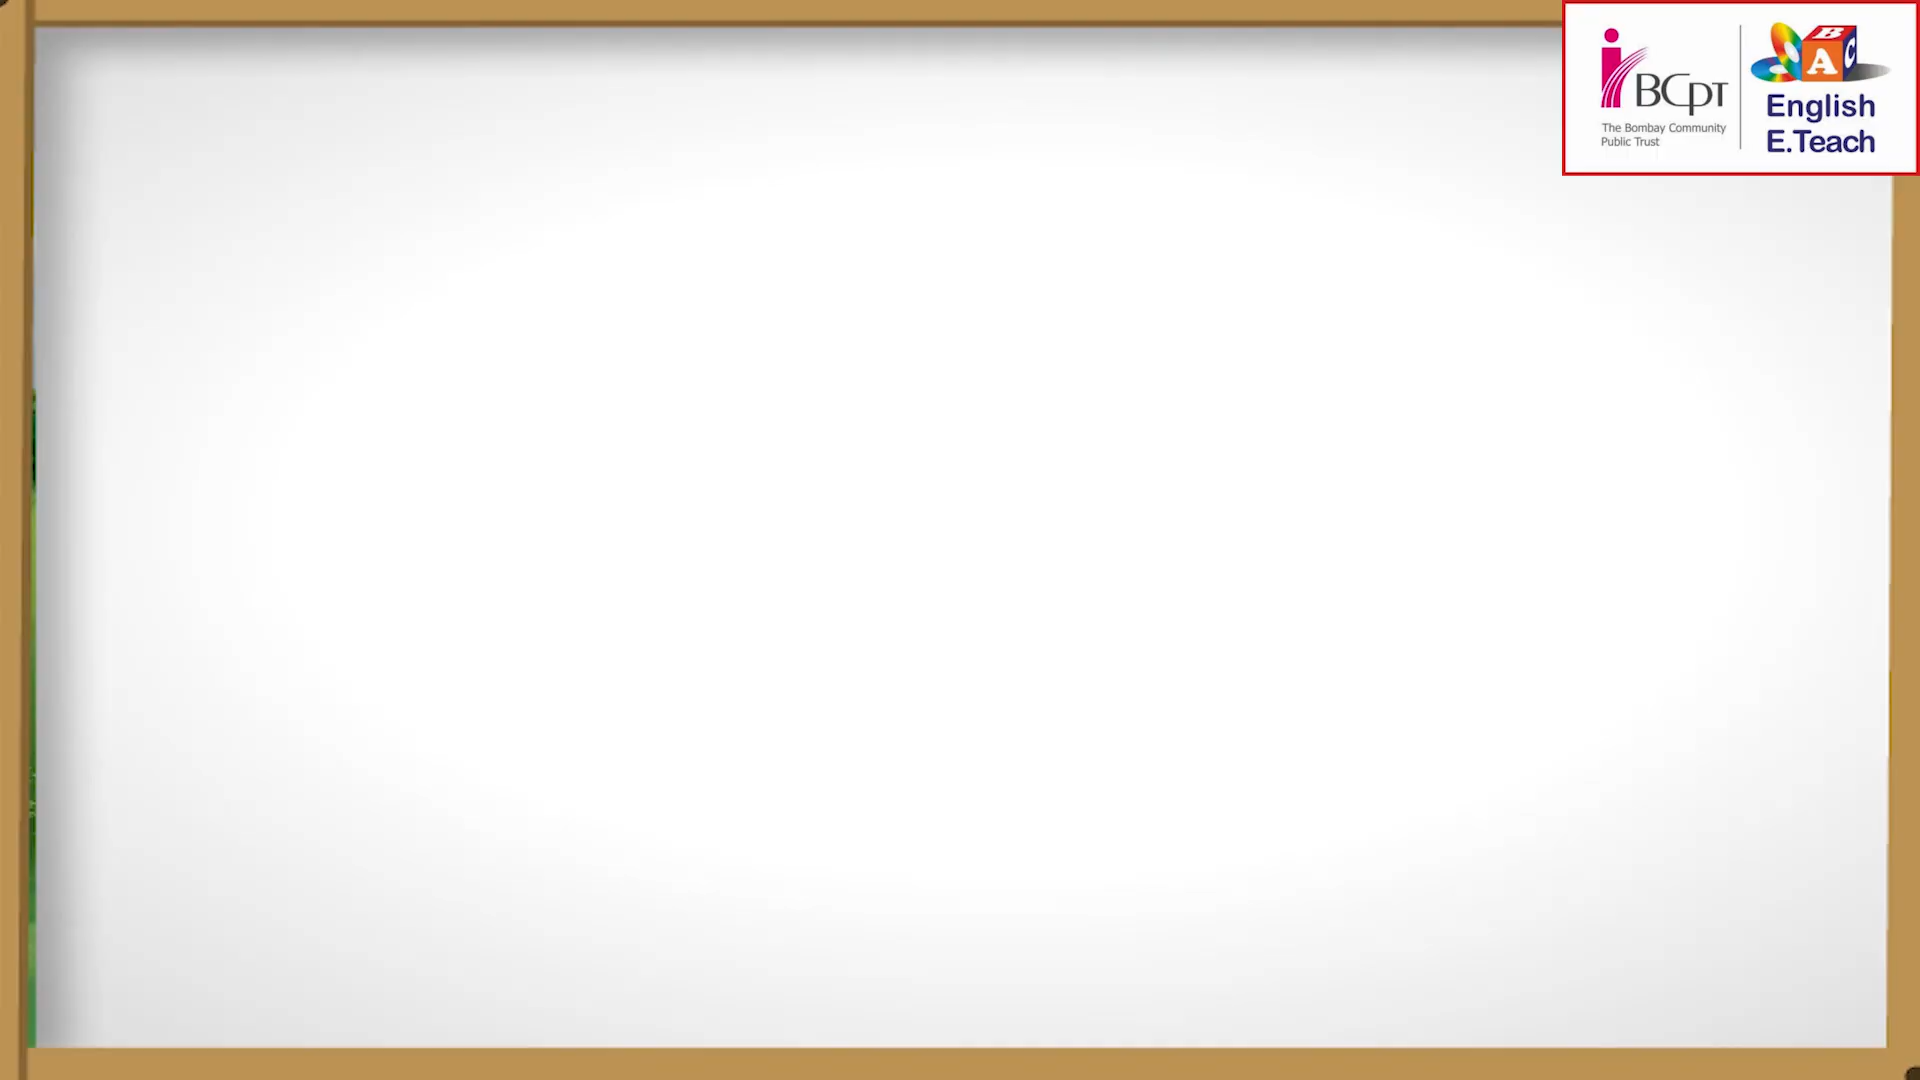 BCPT
The Bombay Community
Public Trust
B
A C
English
E.Teach